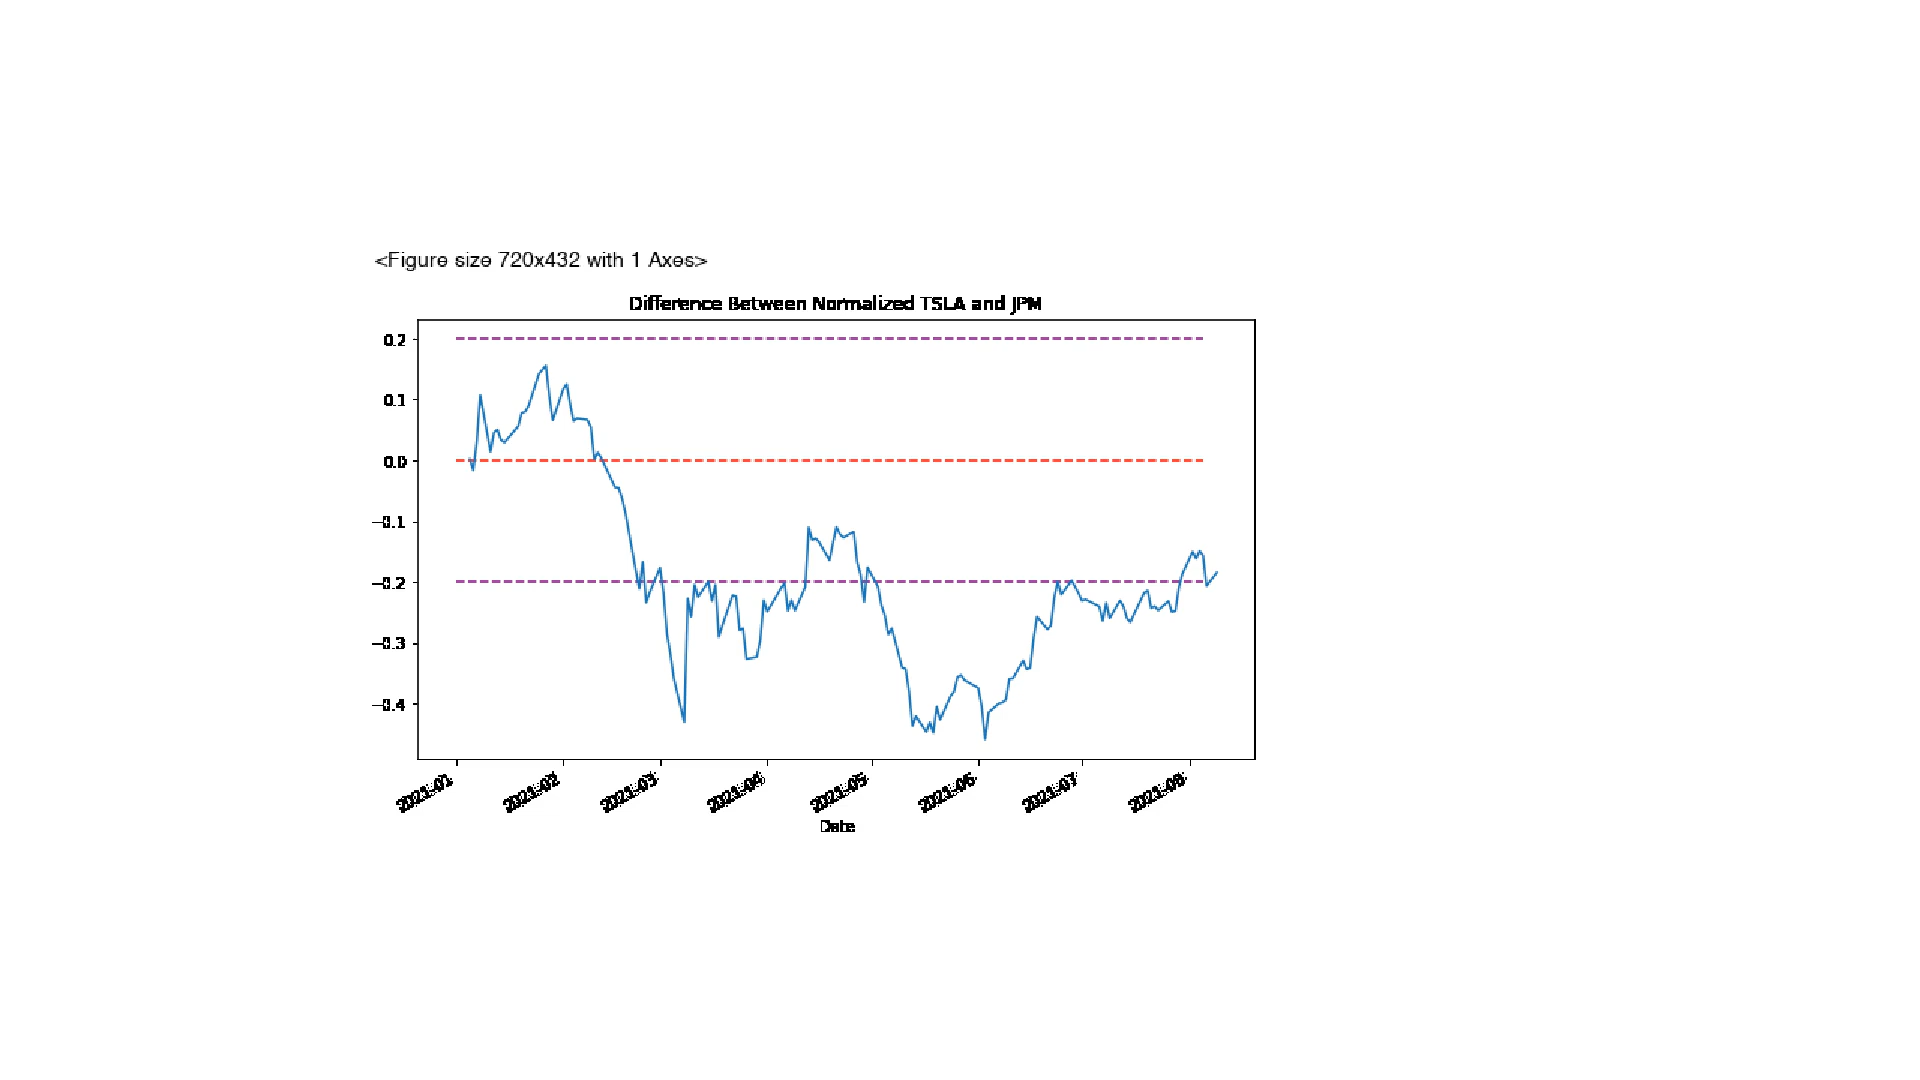 <Figure size 720x432 with 1 Axes>
Difference Between Normalized TSLA and JPM
0.2
0.1
0.0
−0.1
−0.2
−0.3
−0.4
2021-01 2021-02 2021-03 2021-04 2021-05 2021-06 2021-07 2021-08
Date